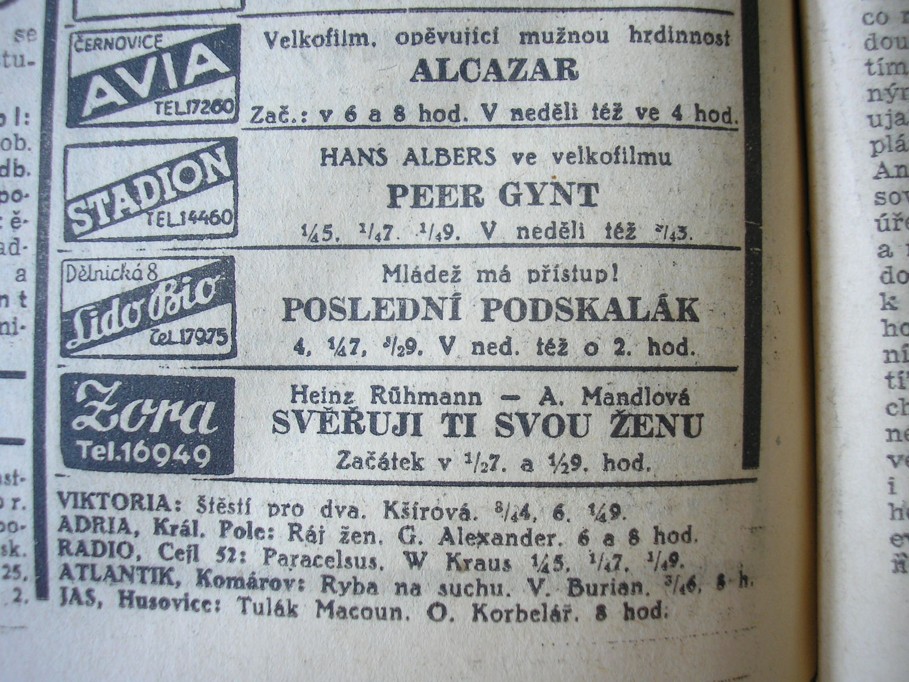 ČERNOVICE
AVIA
TEL.17260
Velkofilm, opěvující mužnou hrdinnost
ALCAZAR
Zač.: v 6 a 8 hod. V neděli též ve 4 hod.
STADION
TEL.14460
HANS ALBERS ve velkofilmu
PEER GYNT
¼5, ¼7. ¼9. V neděli též ¾3.
Dělnická 8
Lido Bio
Tel.17975
Mládež má přístup!
POSLEDNÍ PODSKALÁK
4, ¼7, ½9. V ned. též o 2. hod.
Zora
Tel.16949
Heinz Rühmann — A. Mandlová
SVĚŘUJI TI SVOU ŽENU
Začátek v ½7. a ½9. hod.
VIKTORIA: Štěstí pro dva. Kšírová. ¾4, 6, ¼9.
ADRIA, Král. Pole: Ráj žen. G. Alexander. 6 a 8 hod.
RADIO, Cejl 52: Paracelsus. W Kraus ¼5, ¼7, ¼9.
ATLANTIK, Komárov: Ryba na suchu. V. Burian. ¾6, 8 h.
JAS, Husovice: Tulák Macoun. O. Korbelář. 8 hod.